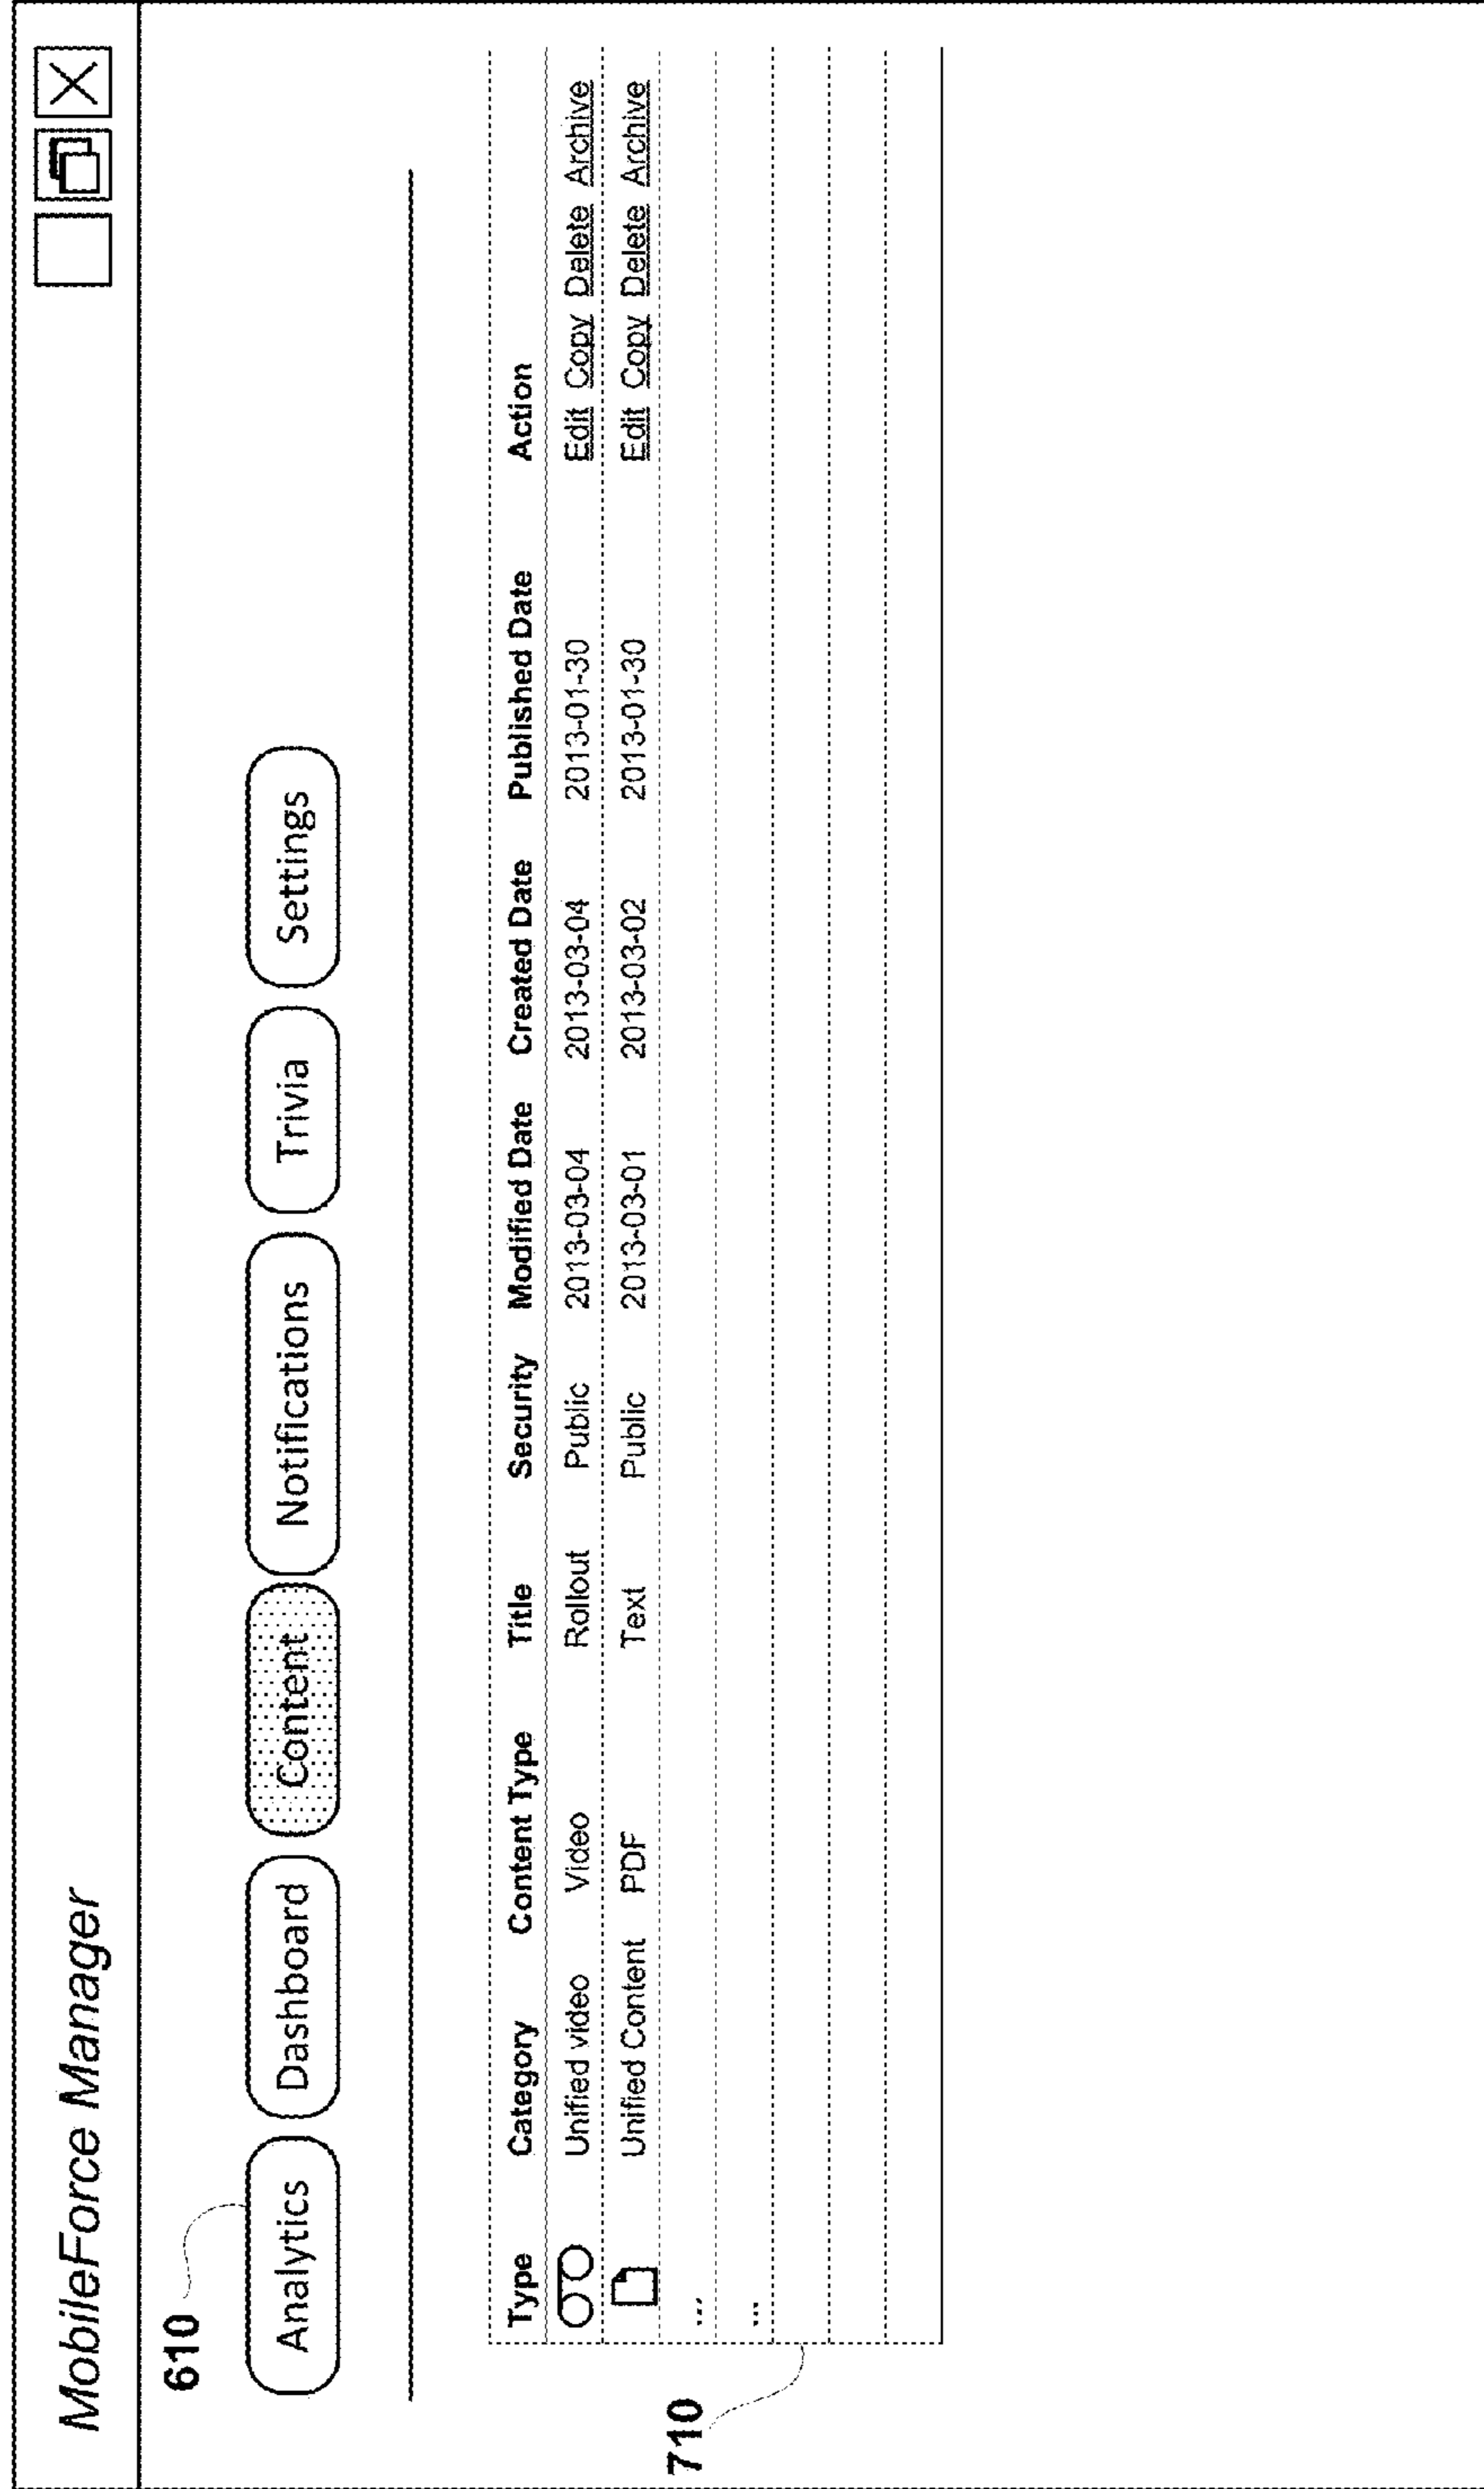 MobileForce Manager
610
Analytics Dashboard Content Notifications Trivia Settings
Type Category Content Type Title Security Modified Date Created Date Published Date Action
Unified video Video Rollout Public 2013-03-04 2013-03-04 2013-01-30 Edit Copy Delete Archive
Unified Content PDF Text Public 2013-03-01 2013-03-02 2013-01-30 Edit Copy Delete Archive
...
...
710